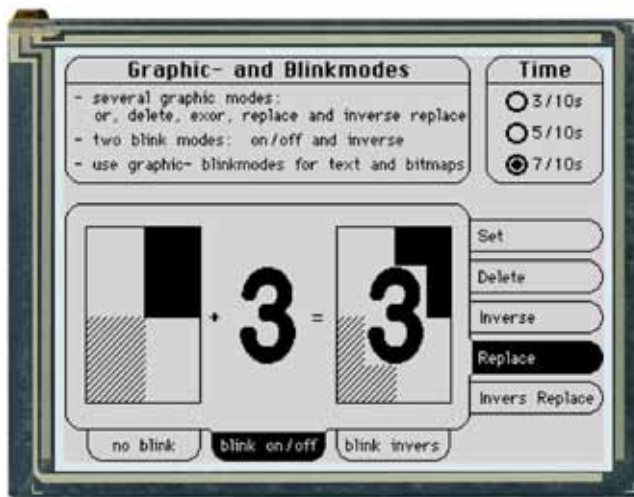 Graphic- and Blinkmodes
- several graphic modes:
or, delete, exor, replace and inverse replace
- two blink modes: on/off and inverse
- use graphic- blinkmodes for text and bitmaps
Time
3/10s
5/10s
7/10s
+ 3 = 3
Set
Delete
Inverse
Replace
Invers Replace
no blink
blink on/off
blink invers